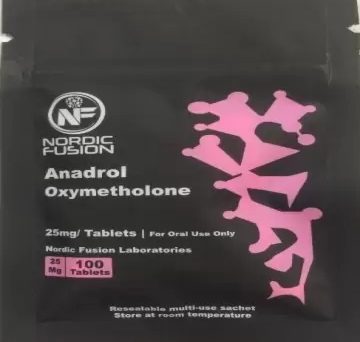 NF
NORDIC
FUSION
Anadrol
Oxymetholone
25mg/ Tablets | For Oral Use Only
Nordic Fusion Laboratories
25 Mg 100 Tablets
Resealable multi-use sachet
Store at room temperature